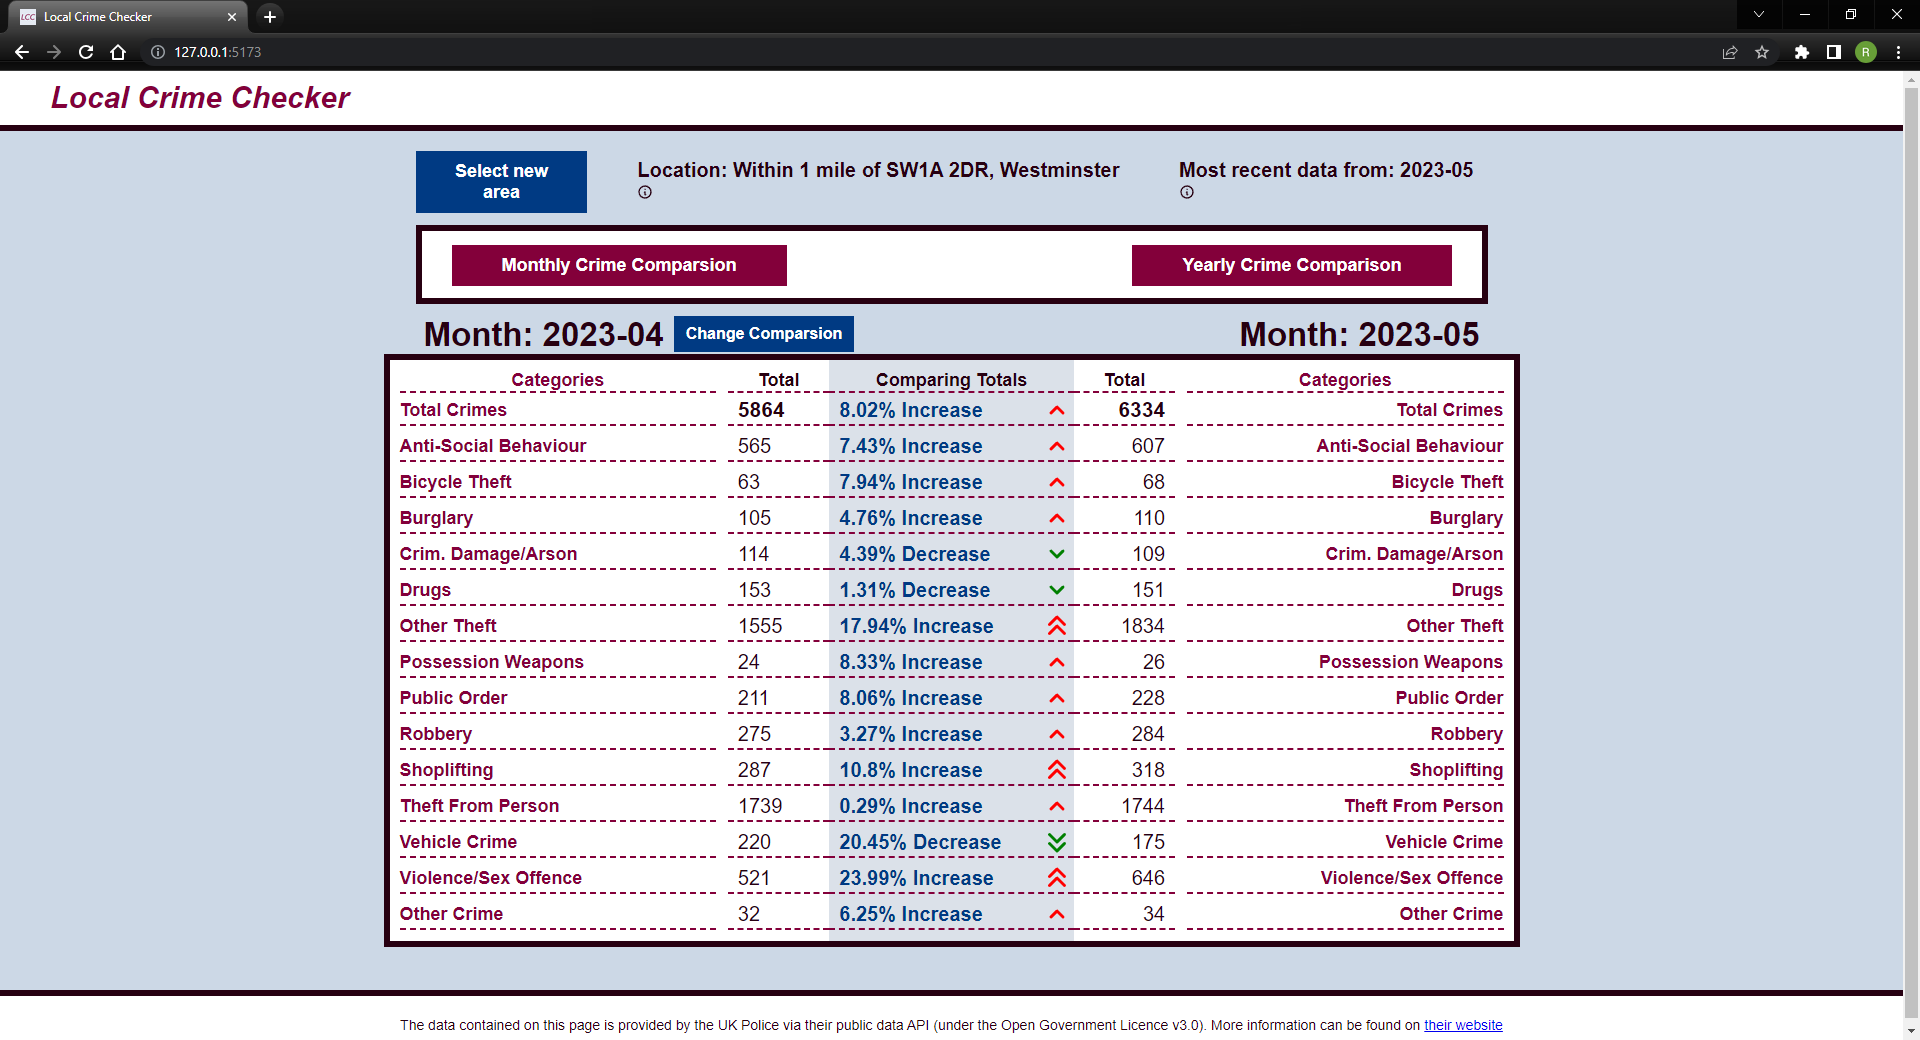 LCC Local Crime Checker
127.0.0.1:5173
R
Local Crime Checker
Select new
area
Location: Within 1 mile of SW1A 2DR, Westminster
Most recent data from: 2023-05
Monthly Crime Comparsion
Yearly Crime Comparison
Month: 2023-04
Change Comparsion
Month: 2023-05
Categories Total Comparing Totals Total Categories
Total Crimes 5864 8.02% Increase 6334 Total Crimes
Anti-Social Behaviour 565 7.43% Increase 607 Anti-Social Behaviour
Bicycle Theft 63 7.94% Increase 68 Bicycle Theft
Burglary 105 4.76% Increase 110 Burglary
Crim. Damage/Arson 114 4.39% Decrease 109 Crim. Damage/Arson
Drugs 153 1.31% Decrease 151 Drugs
Other Theft 1555 17.94% Increase 1834 Other Theft
Possession Weapons 24 8.33% Increase 26 Possession Weapons
Public Order 211 8.06% Increase 228 Public Order
Robbery 275 3.27% Increase 284 Robbery
Shoplifting 287 10.8% Increase 318 Shoplifting
Theft From Person 1739 0.29% Increase 1744 Theft From Person
Vehicle Crime 220 20.45% Decrease 175 Vehicle Crime
Violence/Sex Offence 521 23.99% Increase 646 Violence/Sex Offence
Other Crime 32 6.25% Increase 34 Other Crime
The data contained on this page is provided by the UK Police via their public data API (under the Open Government Licence v3.0). More information can be found on their website